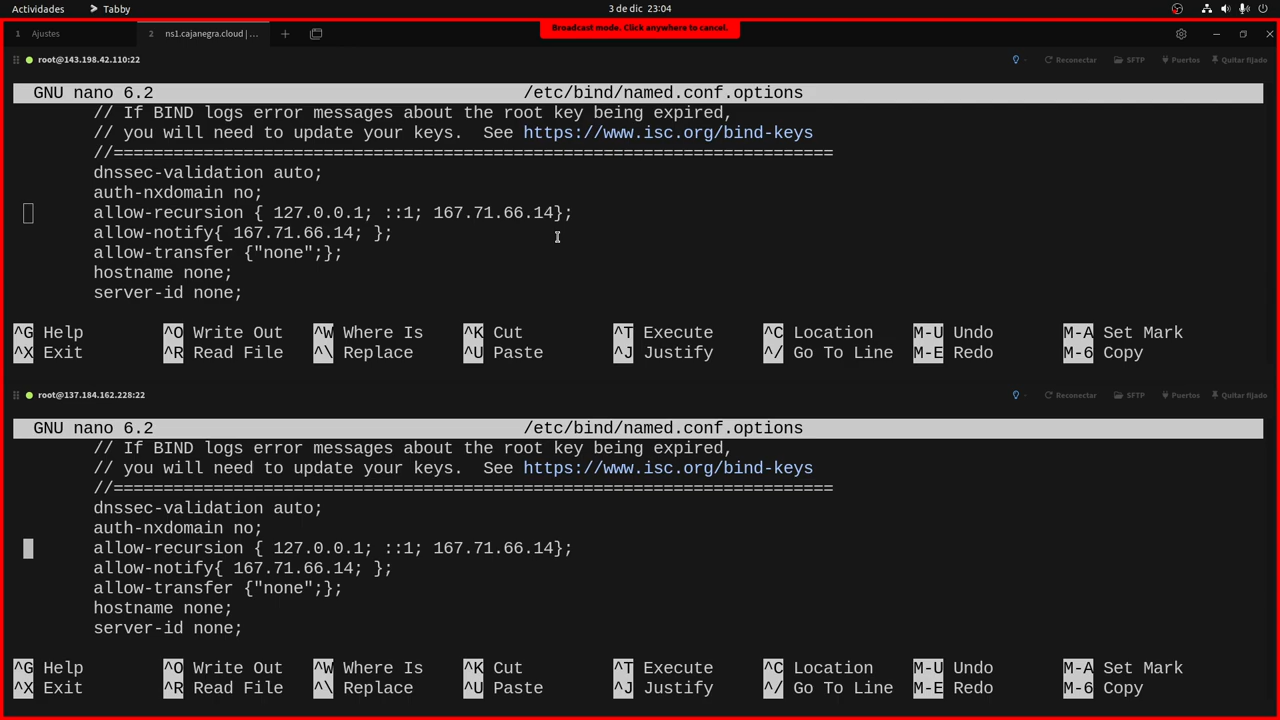 Actividades
Tabby
3 de dic 23:04
Broadcast mode. Click anywhere to cancel.
1 Ajustes
2 ns1.cajanegra.cloud | ...
root@143.198.42.110:22
Reconectar SFTP Puertos Quitar fijado
GNU nano 6.2 /etc/bind/named.conf.options
// If BIND logs error messages about the root key being expired,
// you will need to update your keys.  See https://www.isc.org/bind-keys
//========================================================================
dnssec-validation auto;
auth-nxdomain no;
allow-recursion { 127.0.0.1; ::1; 167.71.66.14};
allow-notify{ 167.71.66.14; };
allow-transfer {"none";};
hostname none;
server-id none;
^G Help ^O Write Out ^W Where Is ^K Cut ^T Execute ^C Location M-U Undo M-A Set Mark
^X Exit ^R Read File ^\ Replace ^U Paste ^J Justify ^/ Go To Line M-E Redo M-6 Copy
root@137.184.162.228:22
Reconectar SFTP Puertos Quitar fijado
GNU nano 6.2 /etc/bind/named.conf.options
// If BIND logs error messages about the root key being expired,
// you will need to update your keys.  See https://www.isc.org/bind-keys
//========================================================================
dnssec-validation auto;
auth-nxdomain no;
allow-recursion { 127.0.0.1; ::1; 167.71.66.14};
allow-notify{ 167.71.66.14; };
allow-transfer {"none";};
hostname none;
server-id none;
^G Help ^O Write Out ^W Where Is ^K Cut ^T Execute ^C Location M-U Undo M-A Set Mark
^X Exit ^R Read File ^\ Replace ^U Paste ^J Justify ^/ Go To Line M-E Redo M-6 Copy